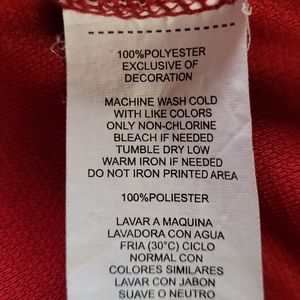 100%POLYESTER
EXCLUSIVE OF
DECORATION
MACHINE WASH COLD
WITH LIKE COLORS
ONLY NON-CHLORINE
BLEACH IF NEEDED
TUMBLE DRY LOW
WARM IRON IF NEEDED
DO NOT IRON PRINTED AREA
100%POLIESTER
LAVAR A MAQUINA
LAVADORA CON AGUA
FRIA (30°C) CICLO
NORMAL CON
COLORES SIMILARES
LAVAR CON JABON
SUAVE O NEUTRO